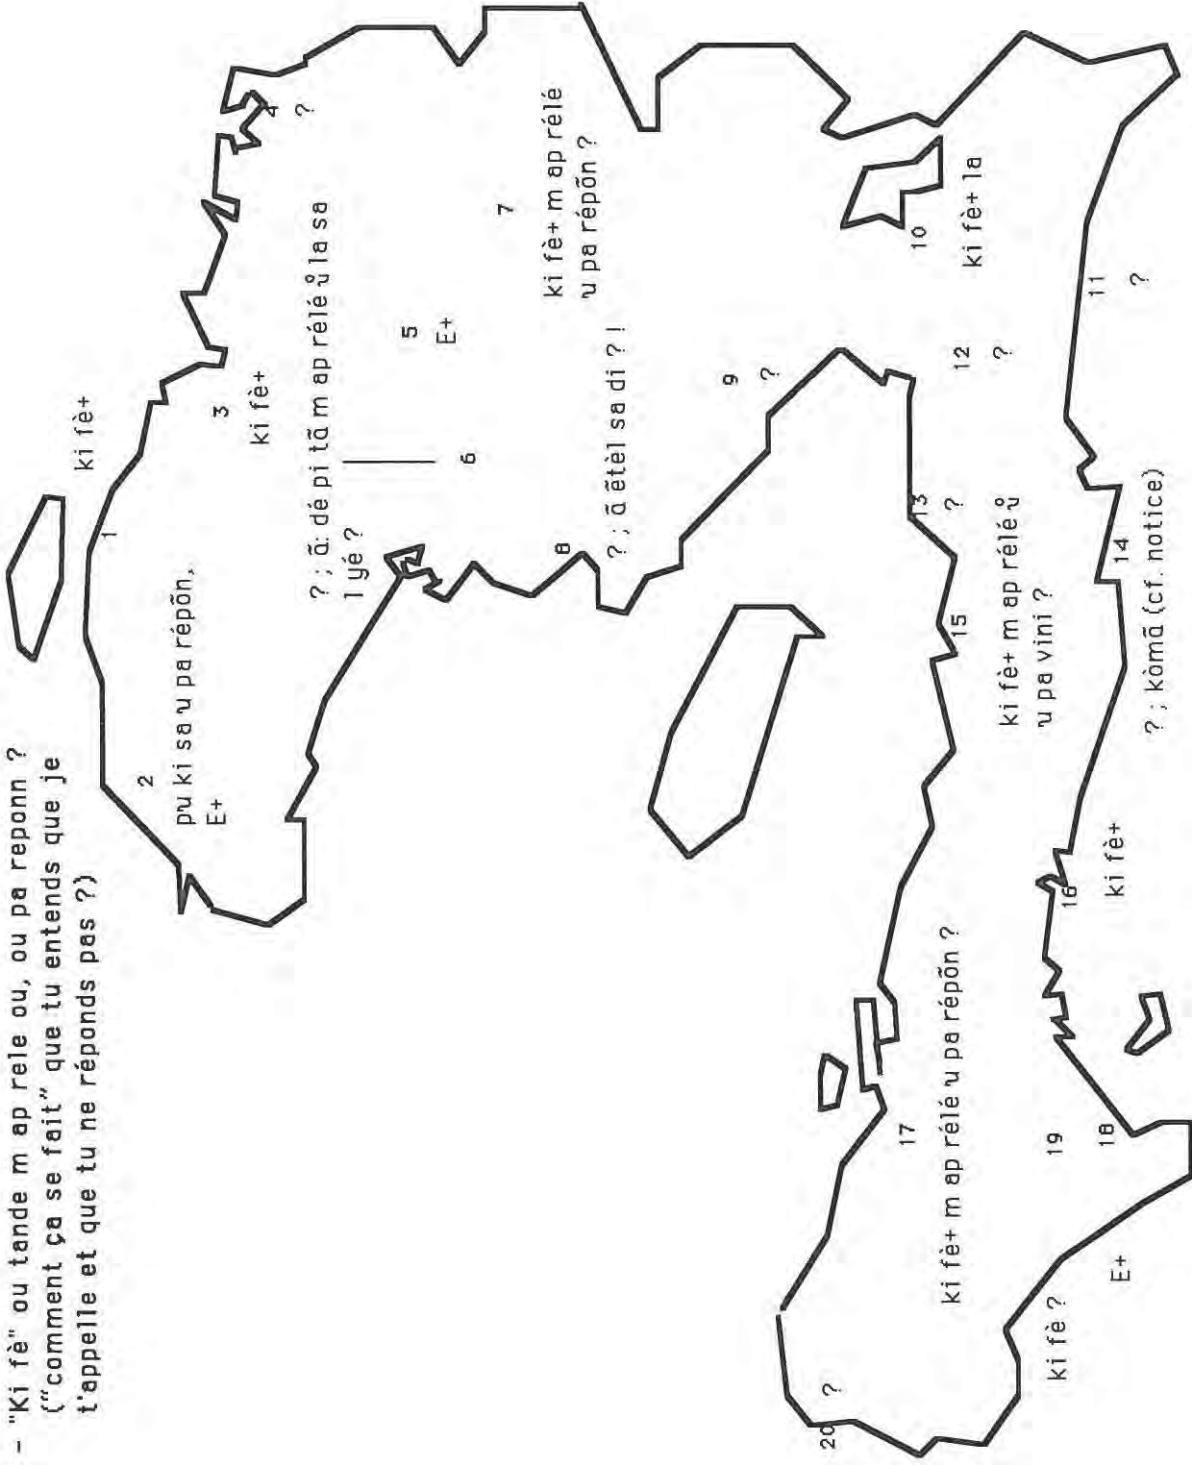 - "Ki fè" ou tande m ap rele ou, ou pa reponn ?
("comment ça se fait" que tu entends que je
t'appelle et que tu ne réponds pas ?)
1
ki fè+
2
pu ki sa u pa répõn,
E+
3
ki fè+
4
?
?; ã: dé pi tã m ap rélé ů la sa
l yé ?
5
E+
6
7
ki fè+ m ap rélé
u pa répõn ?
8
?; ã ẽtèl sa di ? !
9
?
10
ki fè+ la
11
?
12
?
13
?
14
?; kòmã (cf. notice)
15
ki fè+ m ap rélé ů
u pa vini ?
16
ki fè+
17
ki fè+ m ap rélé u pa répõn ?
18
E+
19
ki fè ?
20
?